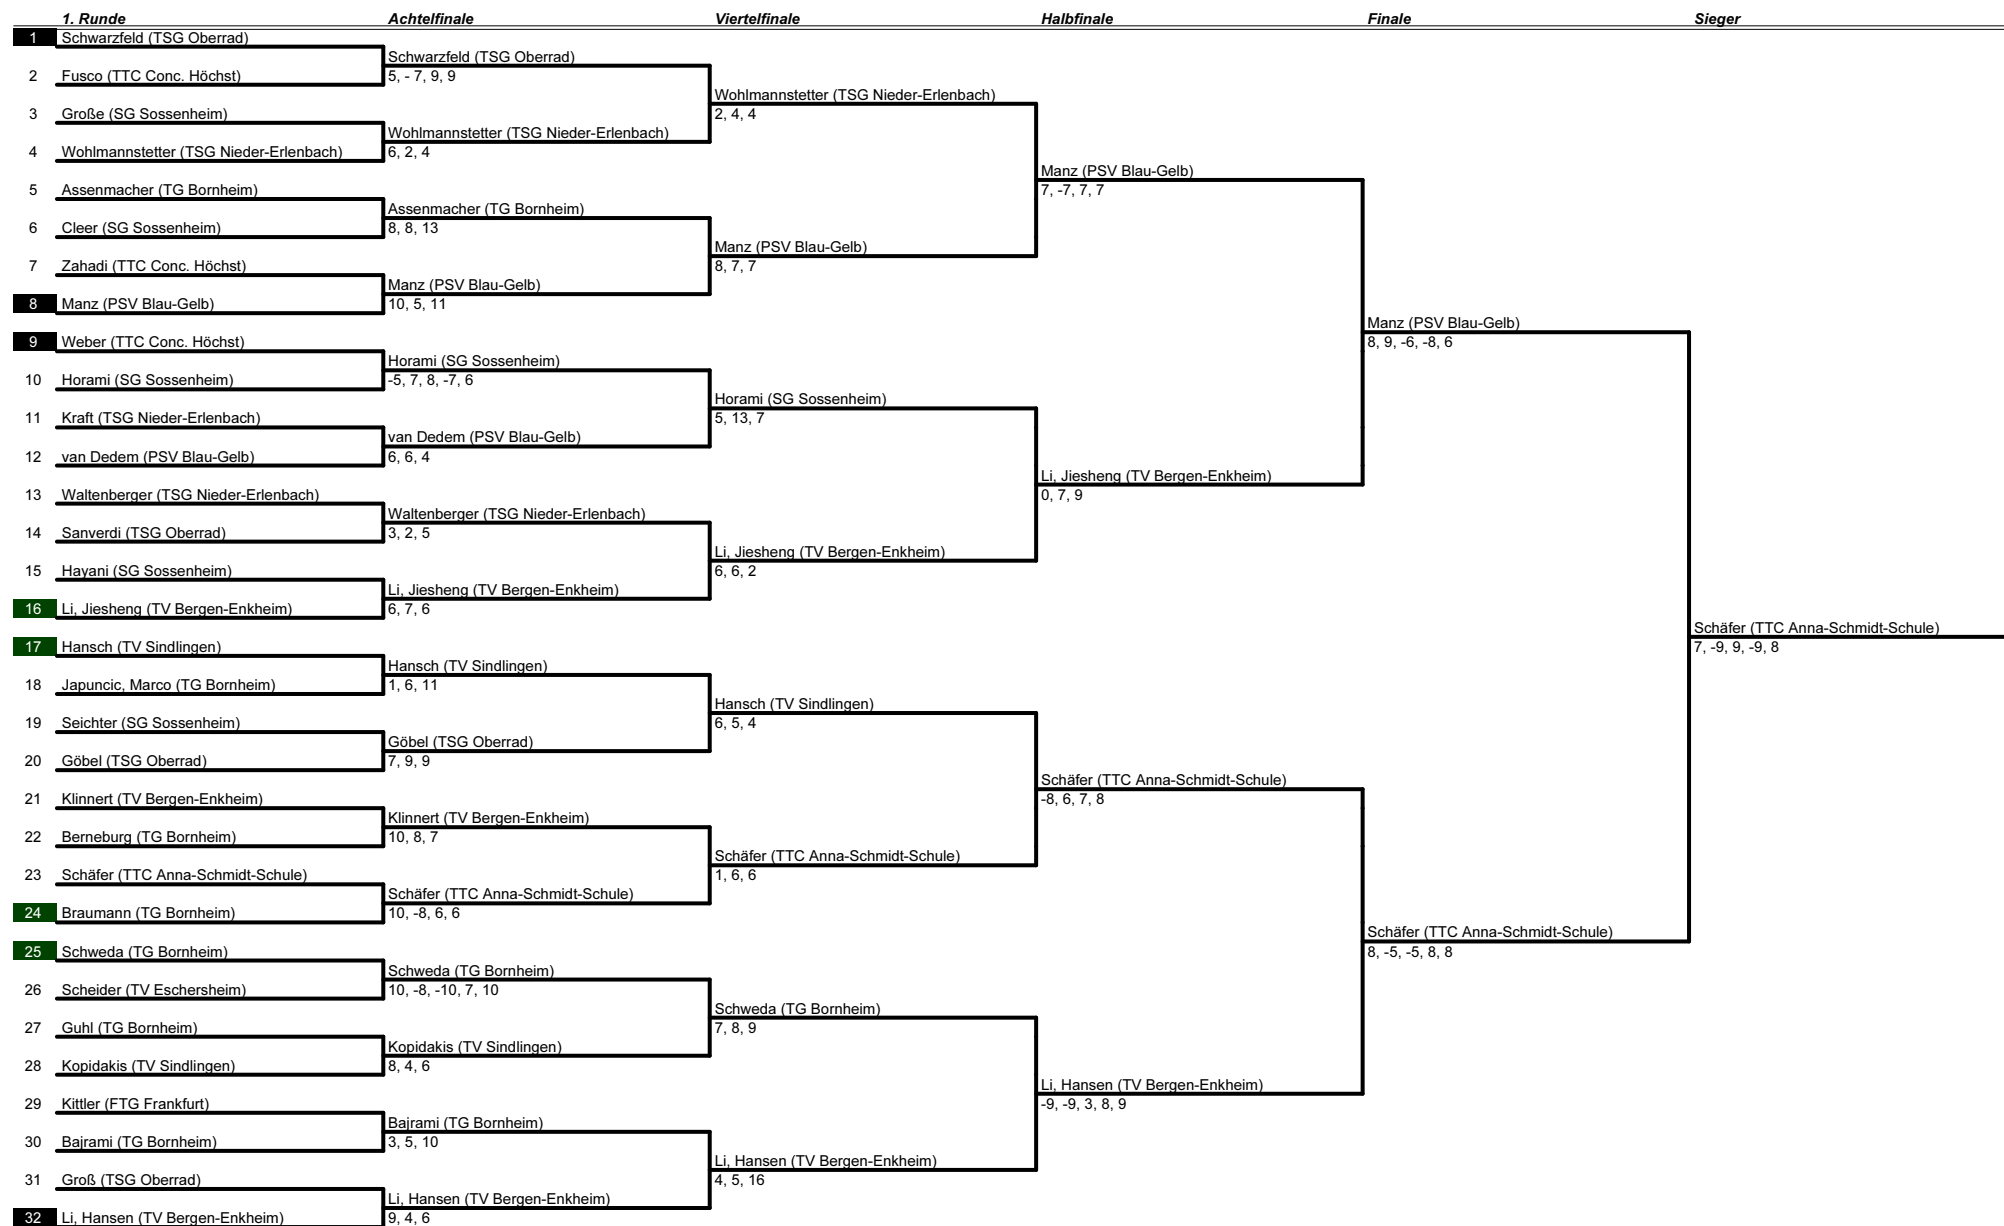 1. Runde Achtelfinale Viertelfinale Halbfinale Finale Sieger
1 Schwarzfeld (TSG Oberrad)
Schwarzfeld (TSG Oberrad)
2 Fusco (TTC Conc. Höchst) 5, - 7, 9, 9
Wohlmannstetter (TSG Nieder-Erlenbach)
3 Große (SG Sossenheim) 2, 4, 4
Wohlmannstetter (TSG Nieder-Erlenbach)
4 Wohlmannstetter (TSG Nieder-Erlenbach) 6, 2, 4
Manz (PSV Blau-Gelb)
5 Assenmacher (TG Bornheim) 7, -7, 7, 7
Assenmacher (TG Bornheim)
6 Cleer (SG Sossenheim) 8, 8, 13
Manz (PSV Blau-Gelb)
7 Zahadi (TTC Conc. Höchst) 8, 7, 7
Manz (PSV Blau-Gelb)
8 Manz (PSV Blau-Gelb) 10, 5, 11
Manz (PSV Blau-Gelb)
9 Weber (TTC Conc. Höchst) 8, 9, -6, -8, 6
Horami (SG Sossenheim)
10 Horami (SG Sossenheim) -5, 7, 8, -7, 6
Horami (SG Sossenheim)
11 Kraft (TSG Nieder-Erlenbach) 5, 13, 7
van Dedem (PSV Blau-Gelb)
12 van Dedem (PSV Blau-Gelb) 6, 6, 4
Li, Jiesheng (TV Bergen-Enkheim)
13 Waltenberger (TSG Nieder-Erlenbach) 0, 7, 9
Waltenberger (TSG Nieder-Erlenbach)
14 Sanverdi (TSG Oberrad) 3, 2, 5
Li, Jiesheng (TV Bergen-Enkheim)
15 Hayani (SG Sossenheim) 6, 6, 2
Li, Jiesheng (TV Bergen-Enkheim)
16 Li, Jiesheng (TV Bergen-Enkheim) 6, 7, 6
Schäfer (TTC Anna-Schmidt-Schule)
17 Hansch (TV Sindlingen) 7, -9, 9, -9, 8
Hansch (TV Sindlingen)
18 Japuncic, Marco (TG Bornheim) 1, 6, 11
Hansch (TV Sindlingen)
19 Seichter (SG Sossenheim) 6, 5, 4
Göbel (TSG Oberrad)
20 Göbel (TSG Oberrad) 7, 9, 9
Schäfer (TTC Anna-Schmidt-Schule)
21 Klinnert (TV Bergen-Enkheim) -8, 6, 7, 8
Klinnert (TV Bergen-Enkheim)
22 Berneburg (TG Bornheim) 10, 8, 7
Schäfer (TTC Anna-Schmidt-Schule)
23 Schäfer (TTC Anna-Schmidt-Schule) 1, 6, 6
Schäfer (TTC Anna-Schmidt-Schule)
24 Braumann (TG Bornheim) 10, -8, 6, 6
Schäfer (TTC Anna-Schmidt-Schule)
25 Schweda (TG Bornheim) 8, -5, -5, 8, 8
Schweda (TG Bornheim)
26 Scheider (TV Eschersheim) 10, -8, -10, 7, 10
Schweda (TG Bornheim)
27 Guhl (TG Bornheim) 7, 8, 9
Kopidakis (TV Sindlingen)
28 Kopidakis (TV Sindlingen) 8, 4, 6
Li, Hansen (TV Bergen-Enkheim)
29 Kittler (FTG Frankfurt) -9, -9, 3, 8, 9
Bajrami (TG Bornheim)
30 Bajrami (TG Bornheim) 3, 5, 10
Li, Hansen (TV Bergen-Enkheim)
31 Groß (TSG Oberrad) 4, 5, 16
Li, Hansen (TV Bergen-Enkheim)
32 Li, Hansen (TV Bergen-Enkheim) 9, 4, 6